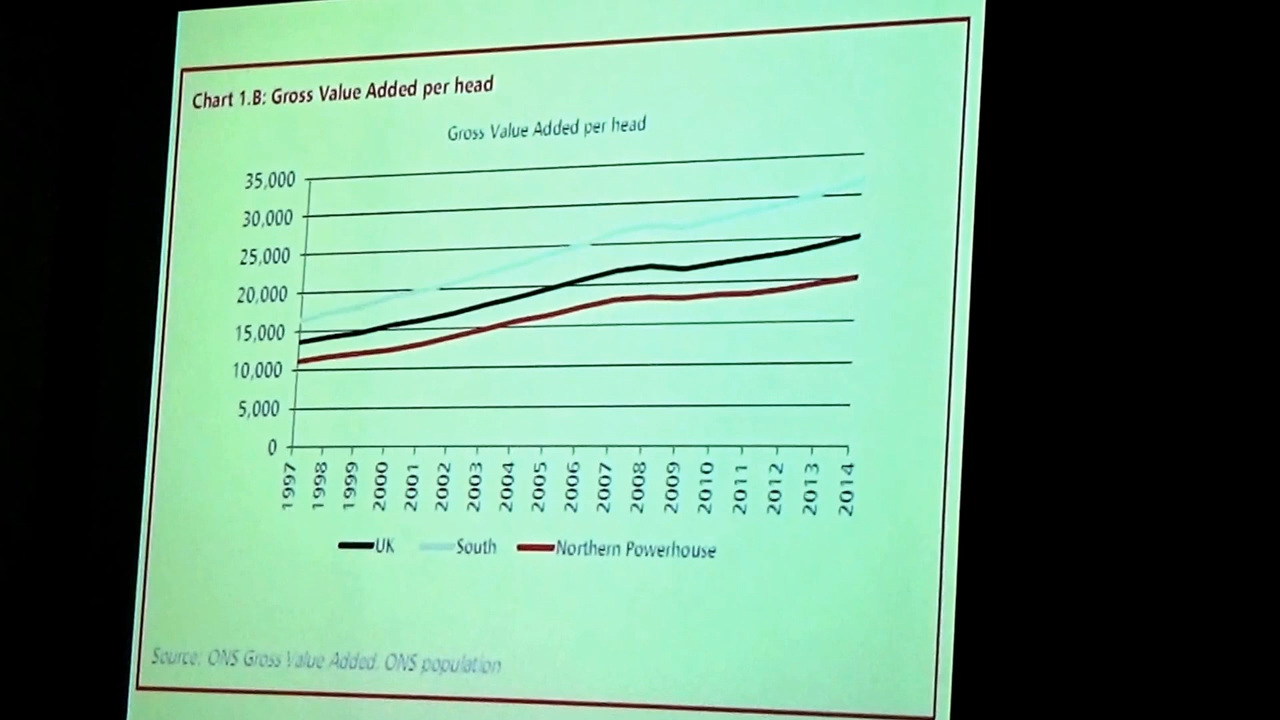 Chart 1.B: Gross Value Added per head
Gross Value Added per head
35,000
30,000
25,000
20,000
15,000
10,000
5,000
0
1997 1998 1999 2000 2001 2002 2003 2004 2005 2006 2007 2008 2009 2010 2011 2012 2013 2014
UK South Northern Powerhouse
Source: ONS Gross Value Added, ONS population